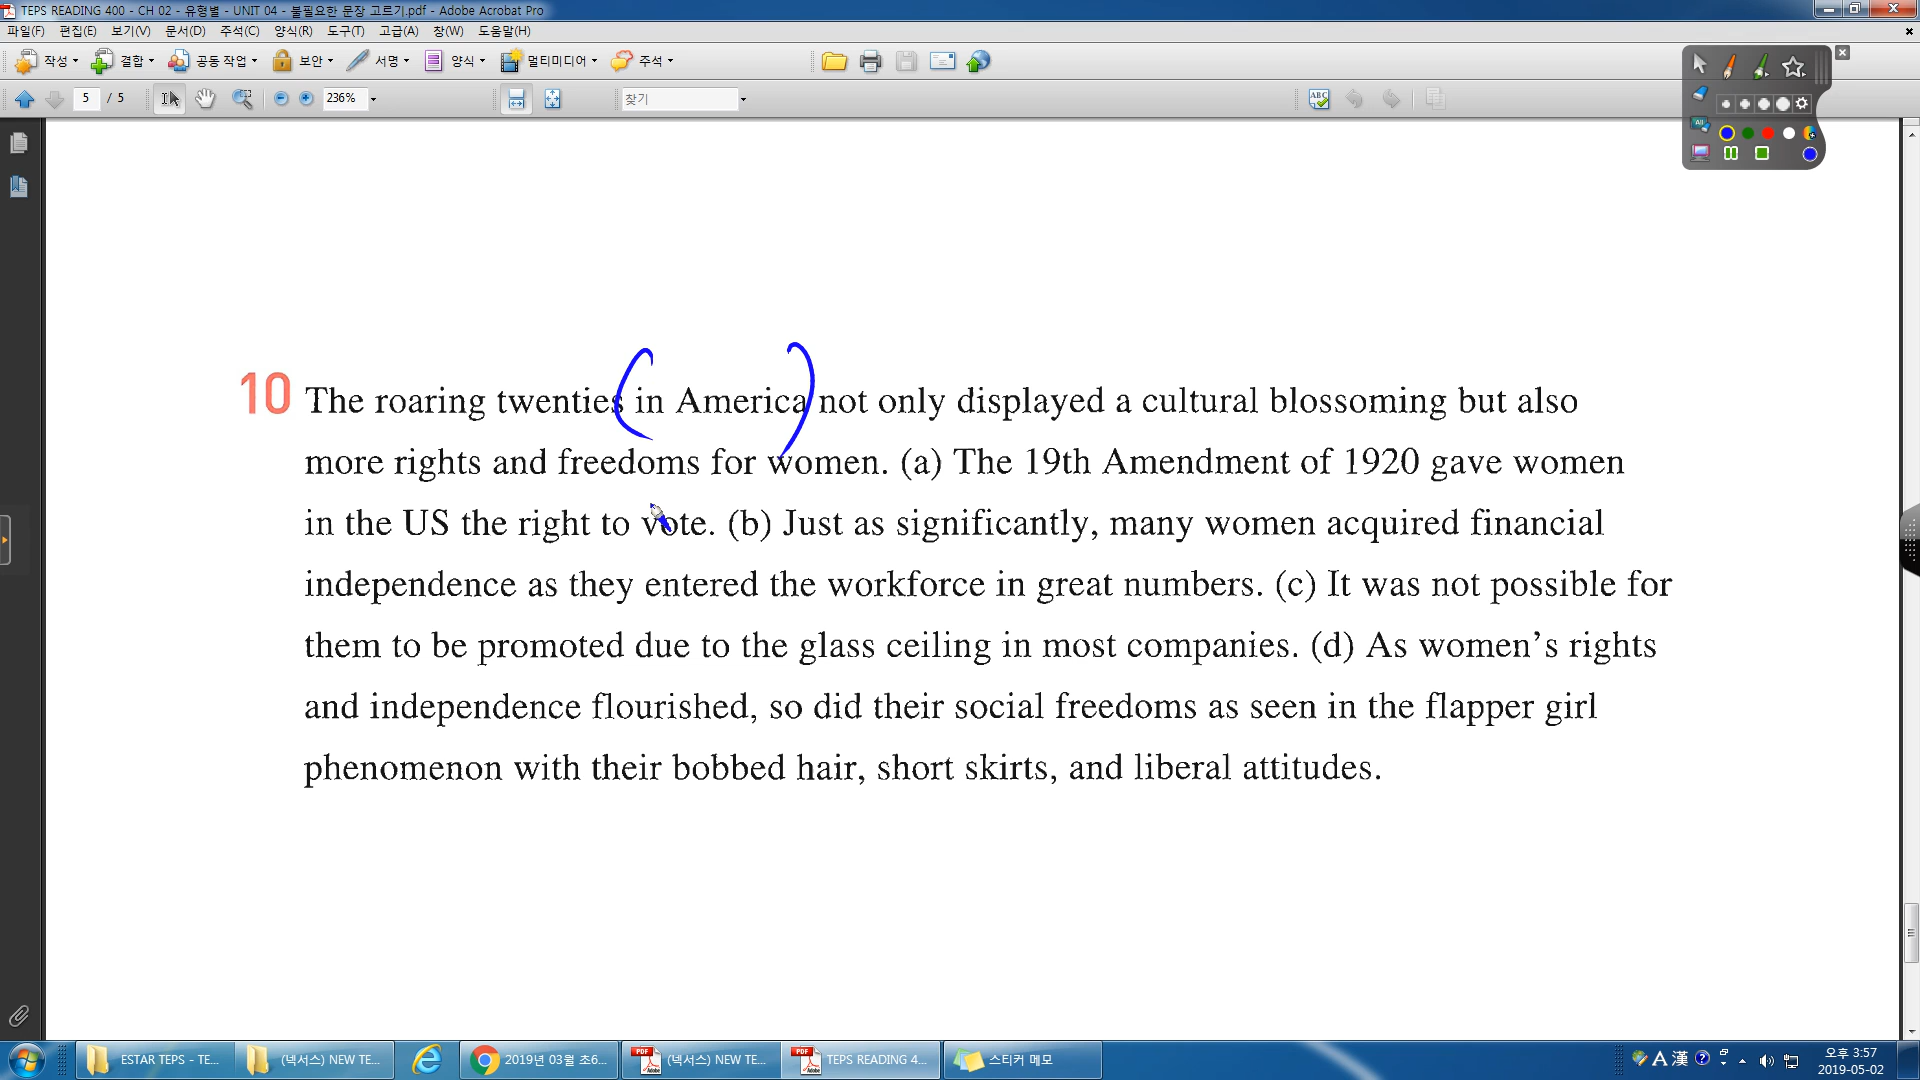 TEPS READING 400 - CH 02 - 유형별 - UNIT 04 - 불필요한 문장 고르기.pdf - Adobe Acrobat Pro
파일(F) 편집(E) 보기(V) 문서(D) 주석(C) 양식(R) 도구(T) 고급(A) 창(W) 도움말(H)
작성 결합 공동 작업 보안 서명 양식 멀티미디어 주석
5 / 5 236% 찾기
10 The roaring twenties in America not only displayed a cultural blossoming but also
more rights and freedoms for women. (a) The 19th Amendment of 1920 gave women
in the US the right to vote. (b) Just as significantly, many women acquired financial
independence as they entered the workforce in great numbers. (c) It was not possible for
them to be promoted due to the glass ceiling in most companies. (d) As women’s rights
and independence flourished, so did their social freedoms as seen in the flapper girl
phenomenon with their bobbed hair, short skirts, and liberal attitudes.
ESTAR TEPS - TE... (넥서스) NEW TE... 2019년 03월 초6... (넥서스) NEW TE... TEPS READING 4... 스티커 메모 A 漢 오후 3:57
2019-05-02